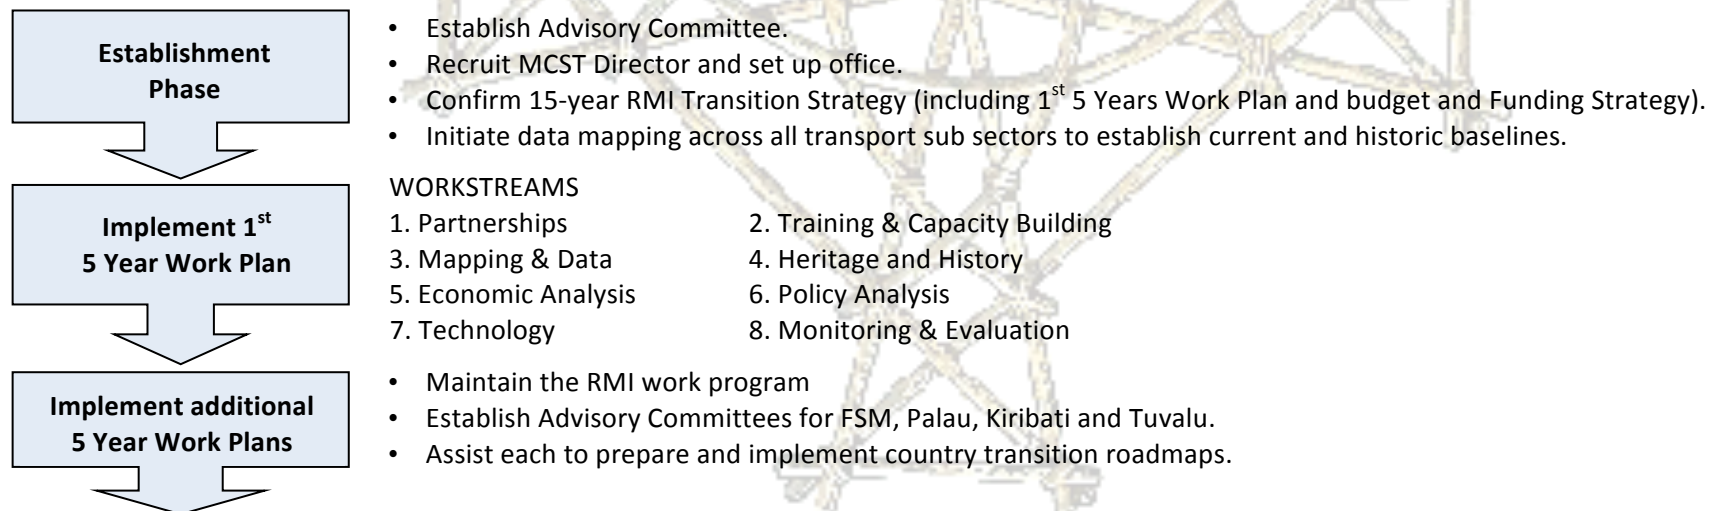 Establishment
Phase
• Establish Advisory Committee.
• Recruit MCST Director and set up office.
• Confirm 15-year RMI Transition Strategy (including 1st 5 Years Work Plan and budget and Funding Strategy).
• Initiate data mapping across all transport sub sectors to establish current and historic baselines.
Implement 1st
5 Year Work Plan
WORKSTREAMS
1. Partnerships 2. Training & Capacity Building
3. Mapping & Data 4. Heritage and History
5. Economic Analysis 6. Policy Analysis
7. Technology 8. Monitoring & Evaluation
Implement additional
5 Year Work Plans
• Maintain the RMI work program
• Establish Advisory Committees for FSM, Palau, Kiribati and Tuvalu.
• Assist each to prepare and implement country transition roadmaps.